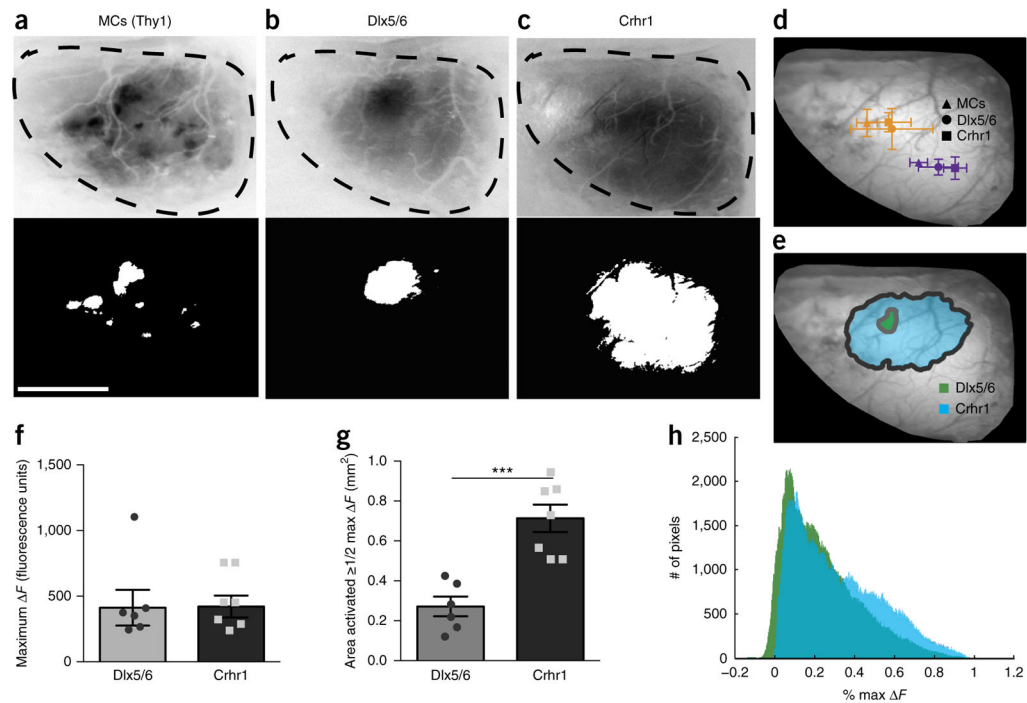 a
MCs (Thy1)
b
Dlx5/6
c
Crhr1
d
MCs
Dlx5/6
Crhr1
e
Dlx5/6
Crhr1
f
Maximum ΔF (fluorescence units)
1,500
1,000
500
0
Dlx5/6
Crhr1
g
Area activated ≥1/2 max ΔF (mm²)
1.0
0.8
0.6
0.4
0.2
0.0
***
Dlx5/6
Crhr1
h
# of pixels
2,500
2,000
1,500
1,000
500
0
−0.2
0
0.2
0.4
0.6
0.8
1
1.2
% max ΔF